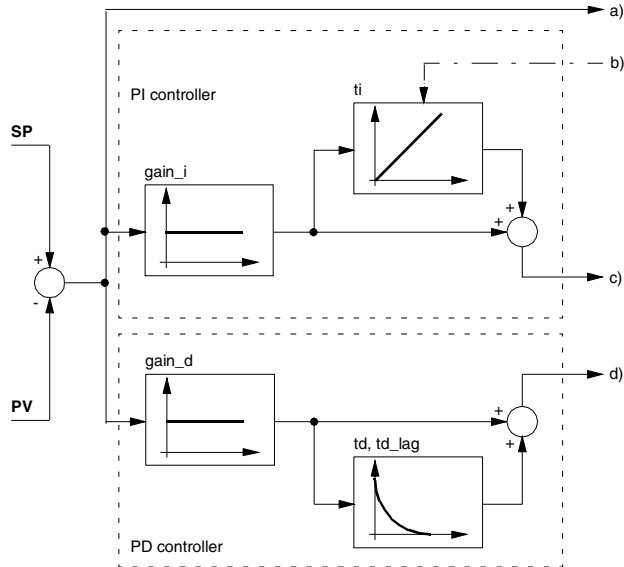 a)
b)
PI controller
ti
SP
gain_i
+
+
+
-
c)
gain_d
d)
PV
+
td, td_lag
+
PD controller